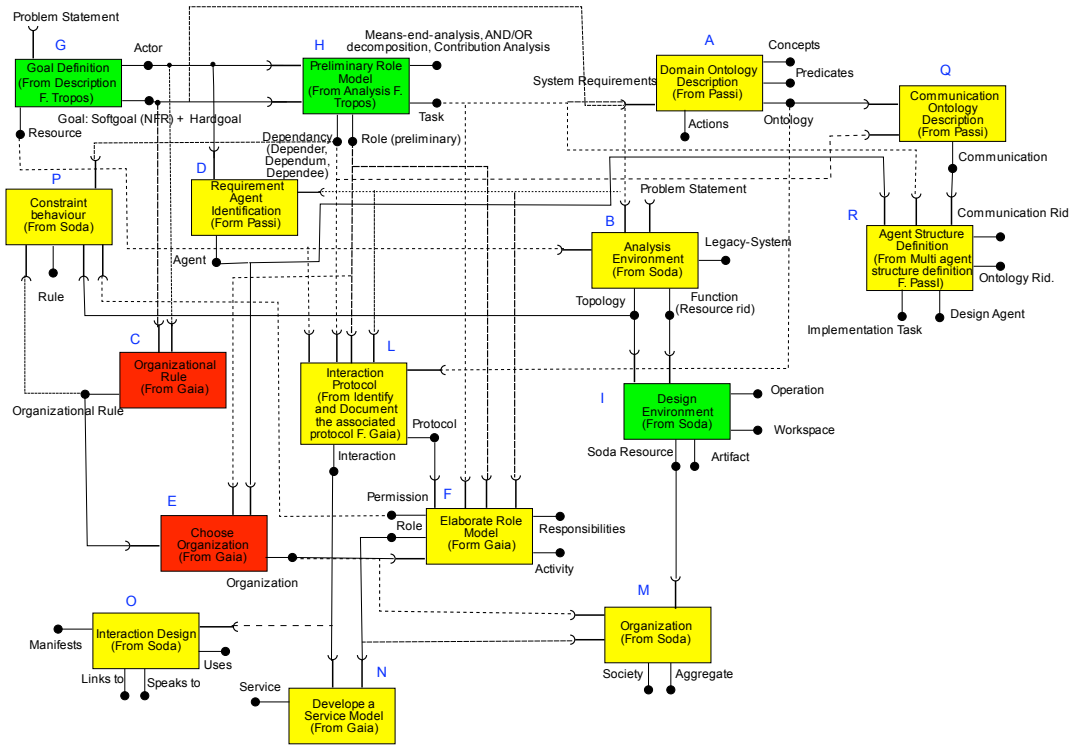 Problem Statement
G
Actor
Goal Definition
(From Description
F. Tropos)
Goal: Softgoal (NFR) + Hardgoal
Resource
H
Means-end-analysis, AND/OR
decomposition, Contribution Analysis
Preliminary Role
Model
(From Analysis F.
Tropos)
Task
Dependancy
(Depender,
Dependum,
Dependee)
Role (preliminary)
A
Concepts
Predicates
System Requirements
Domain Ontology
Description
(From Passi)
Actions
Ontology
Q
Communication
Ontology
Description
(From Passi)
Communication
P
Constraint
behaviour
(From Soda)
Rule
D
Requirement
Agent
Identification
(Form Passi)
Agent
Problem Statement
B
Analysis
Environment
(From Soda)
Legacy-System
Topology
Function
(Resource rid)
R
Communication Rid
Agent Structure
Definition
(From Multi agent
structure definition
F. PassI)
Ontology Rid.
Implementation Task
Design Agent
C
Organizational
Rule
(From Gaia)
Organizational Rule
L
Interaction
Protocol
(From Identify
and Document
the associated
protocol F. Gaia)
Protocol
Interaction
I
Design
Environment
(From Soda)
Operation
Workspace
Soda Resource
Artifact
E
Choose
Organization
(From Gaia)
Organization
Permission
Role
F
Elaborate Role
Model
(Form Gaia)
Responsibilities
Activity
O
Interaction Design
(From Soda)
Manifests
Uses
Links to
Speaks to
M
Organization
(From Soda)
Society
Aggregate
N
Service
Develope a
Service Model
(From Gaia)